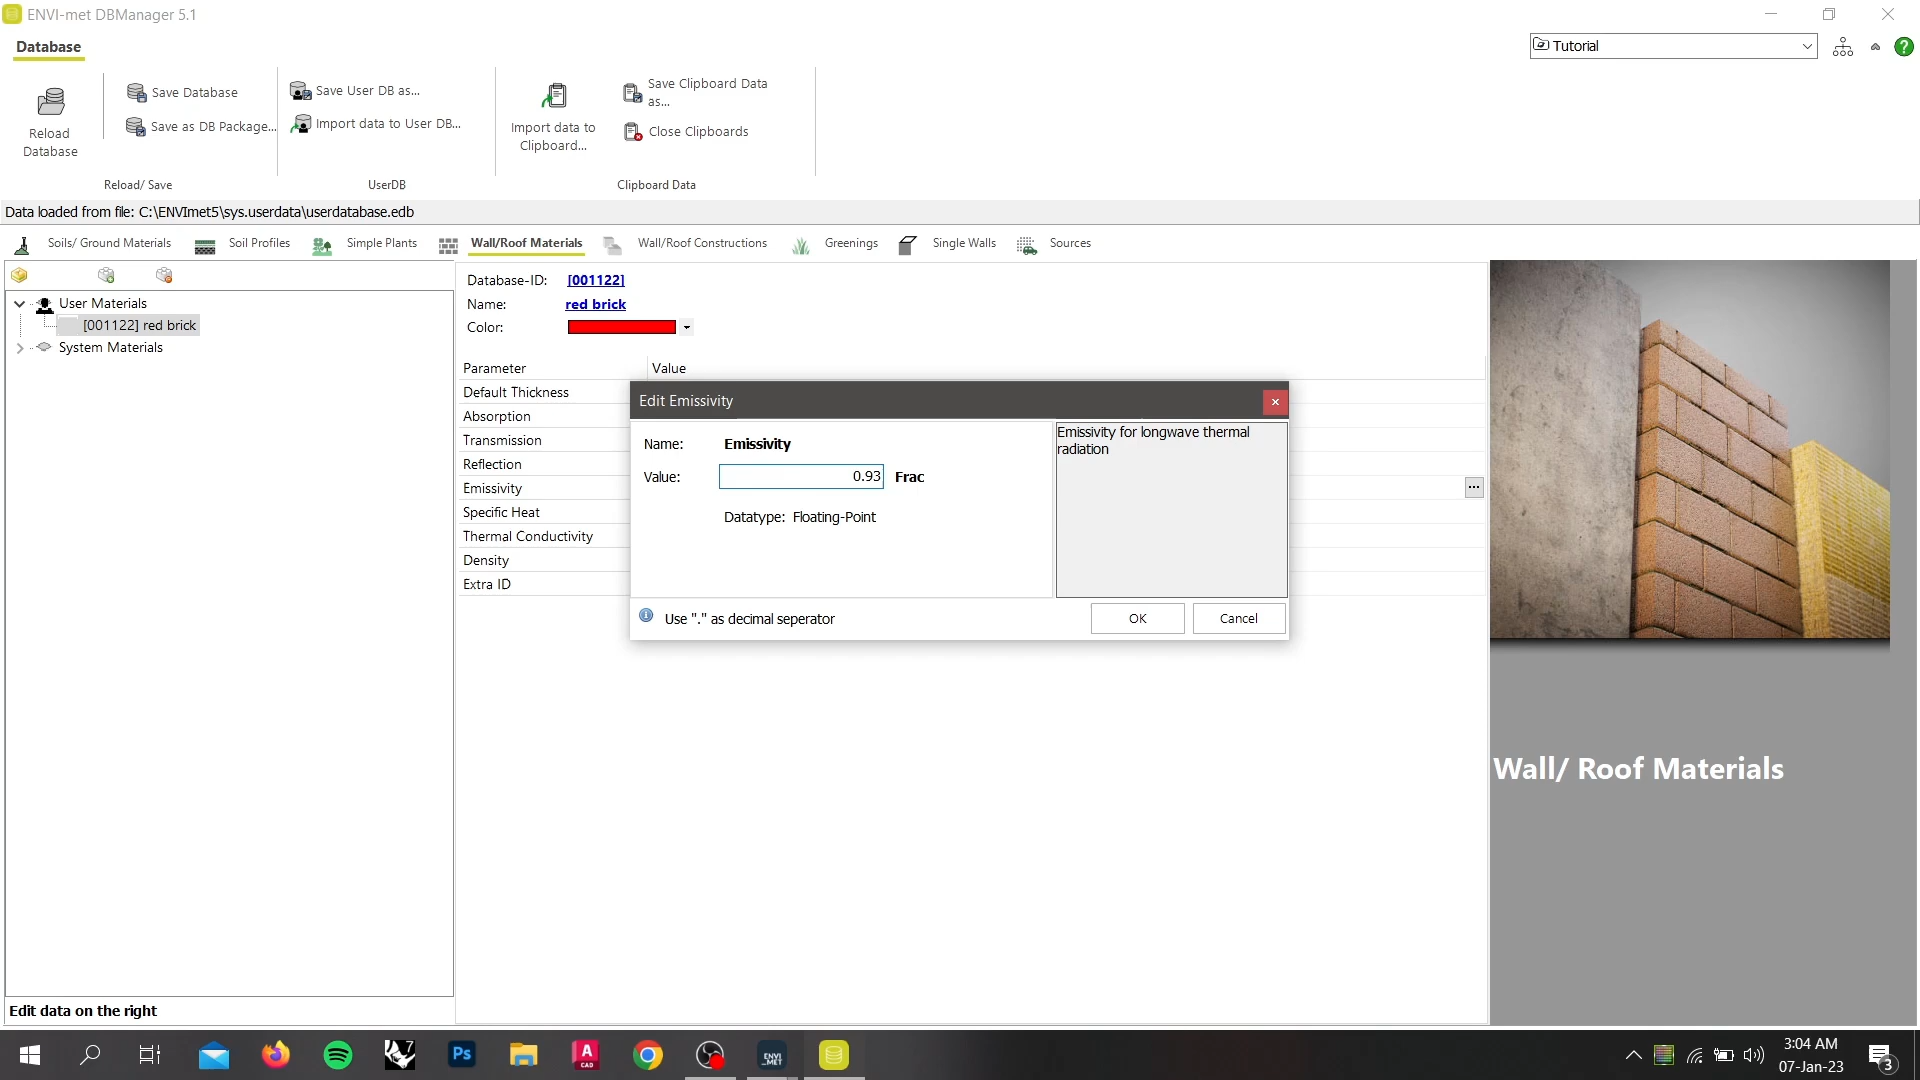 ENVI-met DBManager 5.1
Database
Tutorial
Reload
Database
Save Database
Save as DB Package...
Save User DB as...
Import data to User DB...
Import data to
Clipboard...
Save Clipboard Data
as...
Close Clipboards
Reload/ Save
UserDB
Clipboard Data
Data loaded from file: C:\ENVImet5\sys.userdata\userdatabase.edb
Soils/ Ground Materials
Soil Profiles
Simple Plants
Wall/Roof Materials
Wall/Roof Constructions
Greenings
Single Walls
Sources
User Materials
[001122] red brick
System Materials
Database-ID: [001122]
Name: red brick
Color:
Parameter Value
Default Thickness
Absorption
Transmission
Reflection
Emissivity
Specific Heat
Thermal Conductivity
Density
Extra ID
Edit Emissivity
Name: Emissivity
Value: 0.93 Frac
Datatype: Floating-Point
Emissivity for longwave thermal
radiation
Use "." as decimal seperator
OK
Cancel
Wall/ Roof Materials
Edit data on the right
7
Ps
A
CAD
ENVI
_MET
3:04 AM
07-Jan-23
3